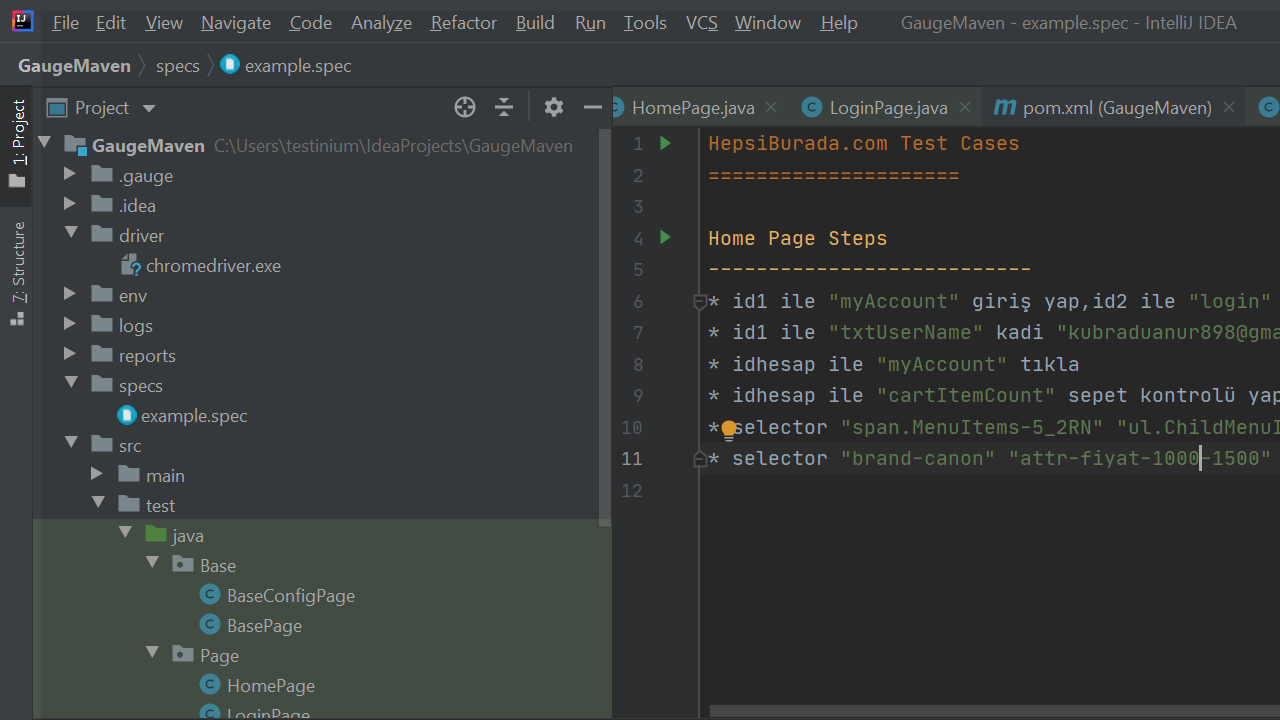 File Edit View Navigate Code Analyze Refactor Build Run Tools VCS Window Help GaugeMaven - example.spec - IntelliJ IDEA
GaugeMaven specs example.spec
1: Project
7: Structure
Project
GaugeMaven C:\Users\testinium\IdeaProjects\GaugeMaven
.gauge
.idea
driver
chromedriver.exe
env
logs
reports
specs
example.spec
src
main
test
java
Base
BaseConfigPage
BasePage
Page
HomePage
LoginPage
HomePage.java LoginPage.java pom.xml (GaugeMaven)
1 HepsiBurada.com Test Cases
2 =====================
3
4 Home Page Steps
5 ---------------------------
6 * id1 ile "myAccount" giriş yap,id2 ile "login"
7 * id1 ile "txtUserName" kadi "kubraduanur898@gma
8 * idhesap ile "myAccount" tıkla
9 * idhesap ile "cartItemCount" sepet kontrolü yap
10 * selector "span.MenuItems-5_2RN" "ul.ChildMenuI
11 * selector "brand-canon" "attr-fiyat-1000-1500"
12